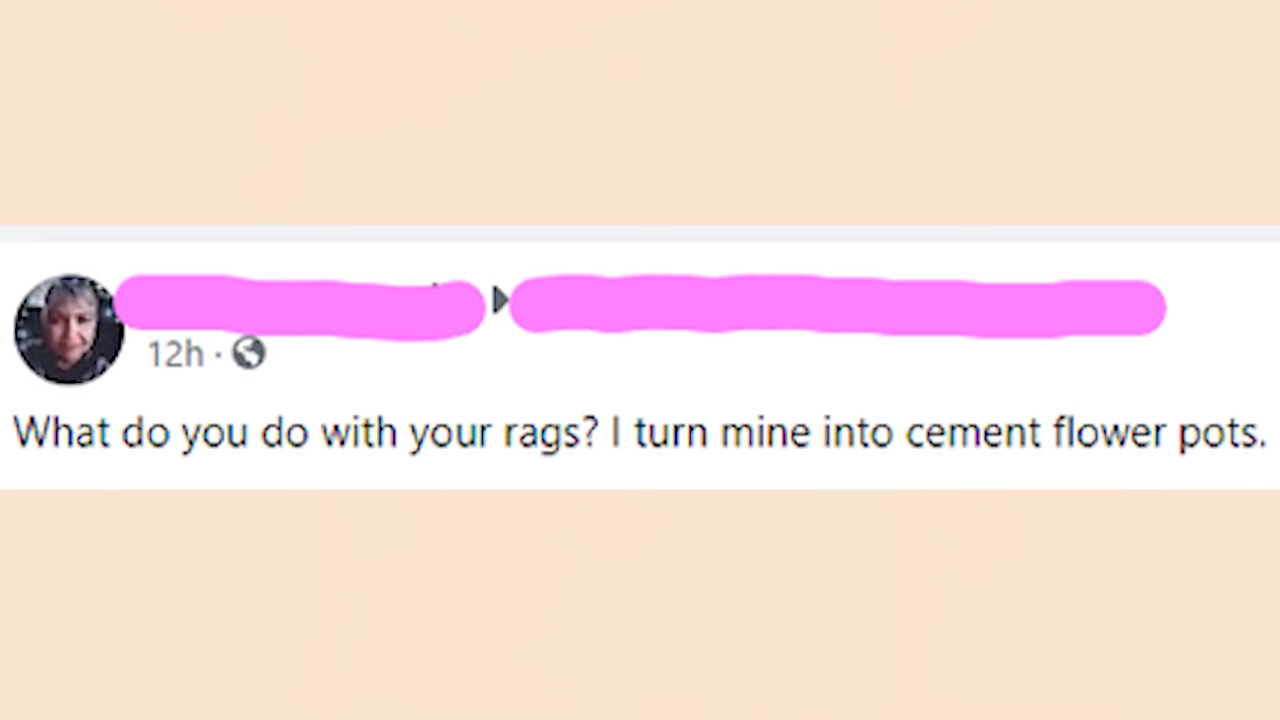 12h ·
What do you do with your rags? I turn mine into cement flower pots.